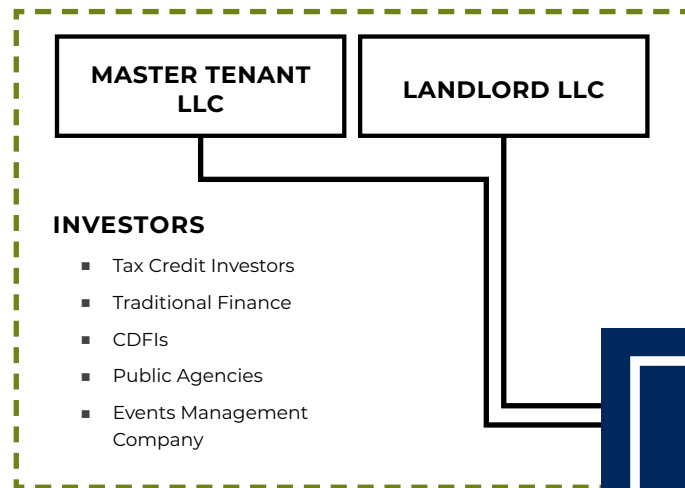 MASTER TENANT
LLC
LANDLORD LLC
INVESTORS
▪ Tax Credit Investors
▪ Traditional Finance
▪ CDFIs
▪ Public Agencies
▪ Events Management
Company